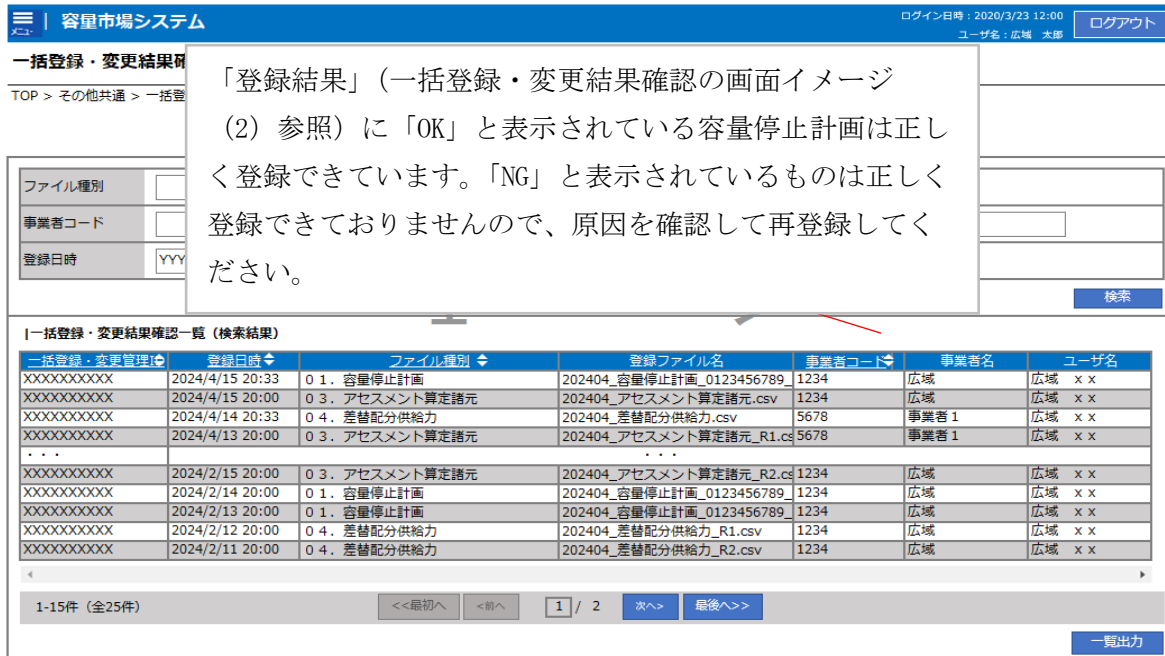 メニュー
容量市場システム
ログイン日時：2020/3/23 12:00
ユーザ名：広域 太郎
ログアウト
一括登録・変更結果確
TOP > その他共通 > 一括登
「登録結果」（一括登録・変更結果確認の画面イメージ
（2）参照）に「OK」と表示されている容量停止計画は正し
く登録できています。「NG」と表示されているものは正しく
登録できておりませんので、原因を確認して再登録してく
ださい。
ファイル種別
事業者コード
登録日時 YYY
検索
|一括登録・変更結果確認一覧（検索結果）
一括登録・変更管理I 登録日時 ファイル種別 登録ファイル名 事業者コード 事業者名 ユーザ名
XXXXXXXXXX 2024/4/15 20:33 ０１．容量停止計画 202404_容量停止計画_0123456789_ 1234 広域 広域 ｘｘ
XXXXXXXXXX 2024/4/15 20:00 ０３．アセスメント算定諸元 202404_アセスメント算定諸元.csv 1234 広域 広域 ｘｘ
XXXXXXXXXX 2024/4/14 20:33 ０４．差替配分供給力 202404_差替配分供給力.csv 5678 事業者１ 広域 ｘｘ
XXXXXXXXXX 2024/4/13 20:00 ０３．アセスメント算定諸元 202404_アセスメント算定諸元_R1.cs 5678 事業者１ 広域 ｘｘ
・・・ ・・・
XXXXXXXXXX 2024/2/15 20:00 ０３．アセスメント算定諸元 202404_アセスメント算定諸元_R2.cs 1234 広域 広域 ｘｘ
XXXXXXXXXX 2024/2/14 20:00 ０１．容量停止計画 202404_容量停止計画_0123456789_ 1234 広域 広域 ｘｘ
XXXXXXXXXX 2024/2/13 20:00 ０１．容量停止計画 202404_容量停止計画_0123456789_ 1234 広域 広域 ｘｘ
XXXXXXXXXX 2024/2/12 20:00 ０４．差替配分供給力 202404_差替配分供給力_R1.csv 1234 広域 広域 ｘｘ
XXXXXXXXXX 2024/2/11 20:00 ０４．差替配分供給力 202404_差替配分供給力_R2.csv 1234 広域 広域 ｘｘ
1-15件（全25件） <<最初へ <前へ 1 / 2 次へ> 最後へ>>
一覧出力